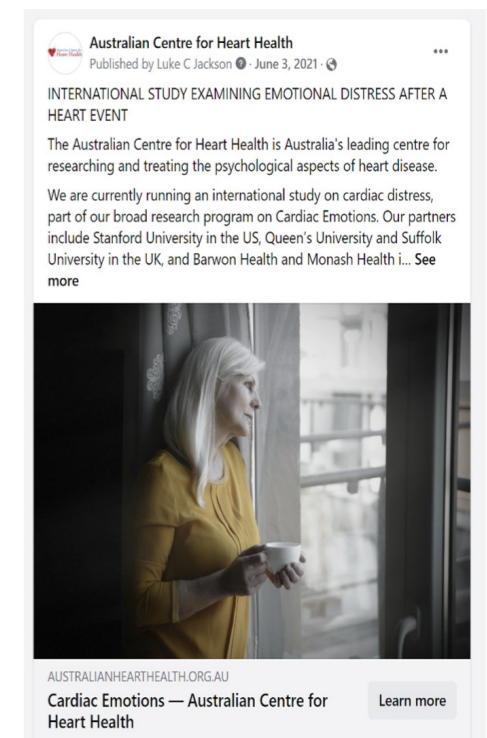 Australian Centre for Heart Health
Published by Luke C Jackson · June 3, 2021 ·
INTERNATIONAL STUDY EXAMINING EMOTIONAL DISTRESS AFTER A
HEART EVENT
The Australian Centre for Heart Health is Australia's leading centre for
researching and treating the psychological aspects of heart disease.
We are currently running an international study on cardiac distress,
part of our broad research program on Cardiac Emotions. Our partners
include Stanford University in the US, Queen's University and Suffolk
University in the UK, and Barwon Health and Monash Health i... See
more
AUSTRALIANHEARTHEALTH.ORG.AU
Cardiac Emotions — Australian Centre for
Heart Health
Learn more